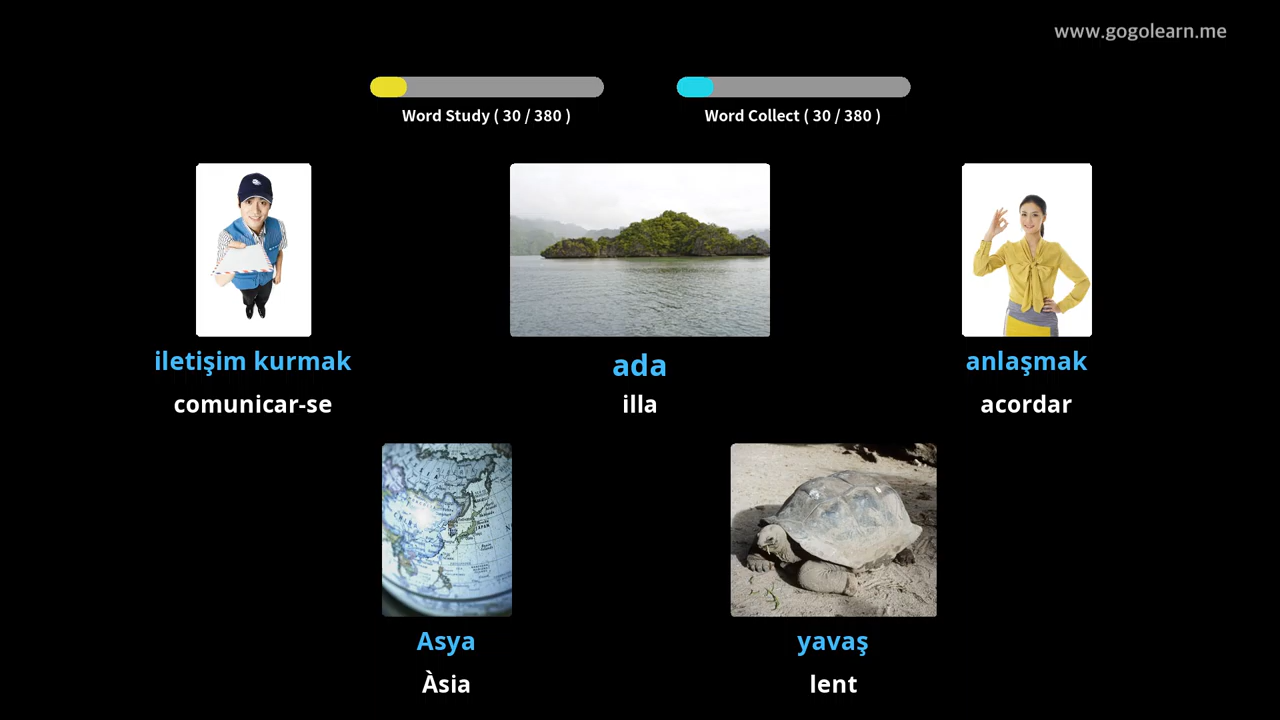 www.gogolearn.me
Word Study ( 30 / 380 )
Word Collect ( 30 / 380 )
iletişim kurmak
comunicar-se
ada
illa
anlaşmak
acordar
Asya
Àsia
yavaş
lent